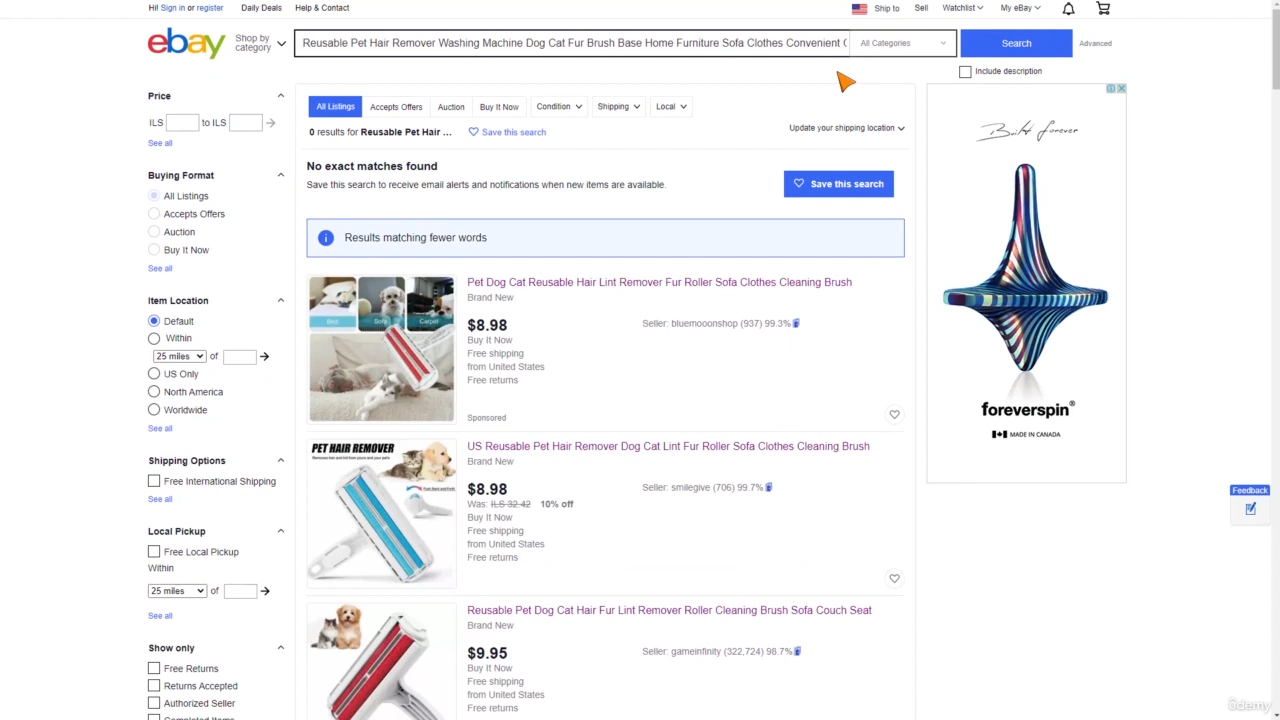 Hi! Sign in or register Daily Deals Help & Contact Ship to Sell Watchlist My eBay
ebay Shop by category Reusable Pet Hair Remover Washing Machine Dog Cat Fur Brush Base Home Furniture Sofa Clothes Convenient All Categories Search Advanced
Include description
Price
ILS to ILS
See all
Buying Format
All Listings
Accepts Offers
Auction
Buy It Now
See all
Item Location
Default
Within
25 miles of
US Only
North America
Worldwide
See all
Shipping Options
Free International Shipping
See all
Local Pickup
Free Local Pickup
Within
25 miles of
See all
Show only
Free Returns
Returns Accepted
Authorized Seller
Completed Items
All Listings Accepts Offers Auction Buy It Now Condition Shipping Local
0 results for Reusable Pet Hair ... Save this search
Update your shipping location
No exact matches found
Save this search to receive email alerts and notifications when new items are available.
Save this search
Results matching fewer words
Bed Sofa Carpet
Pet Dog Cat Reusable Hair Lint Remover Fur Roller Sofa Clothes Cleaning Brush
Brand New
$8.98 Seller: bluemooonshop (937) 99.3%
Buy It Now
Free shipping
from United States
Free returns
Sponsored
PET HAIR REMOVER
US Reusable Pet Hair Remover Dog Cat Lint Fur Roller Sofa Clothes Cleaning Brush
Brand New
$8.98 Seller: smilegive (706) 99.7%
Was: ILS 32.42 10% off
Buy It Now
Free shipping
from United States
Free returns
Reusable Pet Dog Cat Hair Fur Lint Remover Roller Cleaning Brush Sofa Couch Seat
Brand New
$9.95 Seller: gameinfinity (322,724) 98.7%
Buy It Now
Free shipping
from United States
Free returns
Built forever
foreverspin®
MADE IN CANADA
Feedback
ûdemy